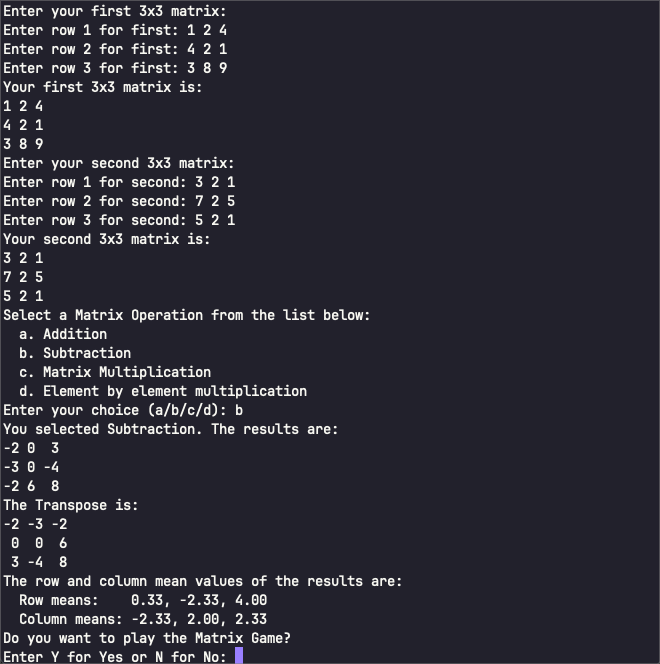 Enter your first 3x3 matrix:
Enter row 1 for first: 1 2 4
Enter row 2 for first: 4 2 1
Enter row 3 for first: 3 8 9
Your first 3x3 matrix is:
1 2 4
4 2 1
3 8 9
Enter your second 3x3 matrix:
Enter row 1 for second: 3 2 1
Enter row 2 for second: 7 2 5
Enter row 3 for second: 5 2 1
Your second 3x3 matrix is:
3 2 1
7 2 5
5 2 1
Select a Matrix Operation from the list below:
  a. Addition
  b. Subtraction
  c. Matrix Multiplication
  d. Element by element multiplication
Enter your choice (a/b/c/d): b
You selected Subtraction. The results are:
-2 0  3
-3 0 -4
-2 6  8
The Transpose is:
-2 -3 -2
 0  0  6
 3 -4  8
The row and column mean values of the results are:
  Row means:    0.33, -2.33, 4.00
  Column means: -2.33, 2.00, 2.33
Do you want to play the Matrix Game?
Enter Y for Yes or N for No: